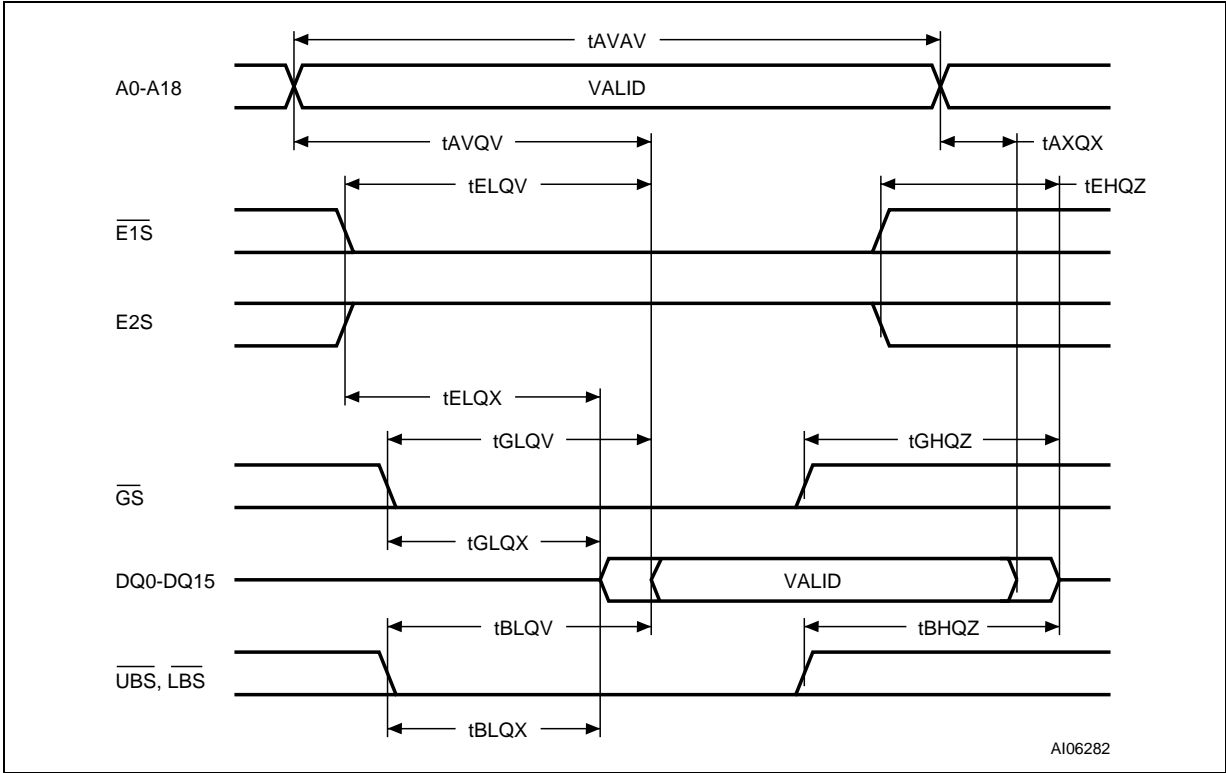 tAVAV
A0-A18 VALID
tAVQV tAXQX
tELQV tEHQZ
E1S
E2S
tELQX
tGLQV tGHQZ
GS
tGLQX
DQ0-DQ15 VALID
tBLQV tBHQZ
UBS, LBS
tBLQX
AI06282